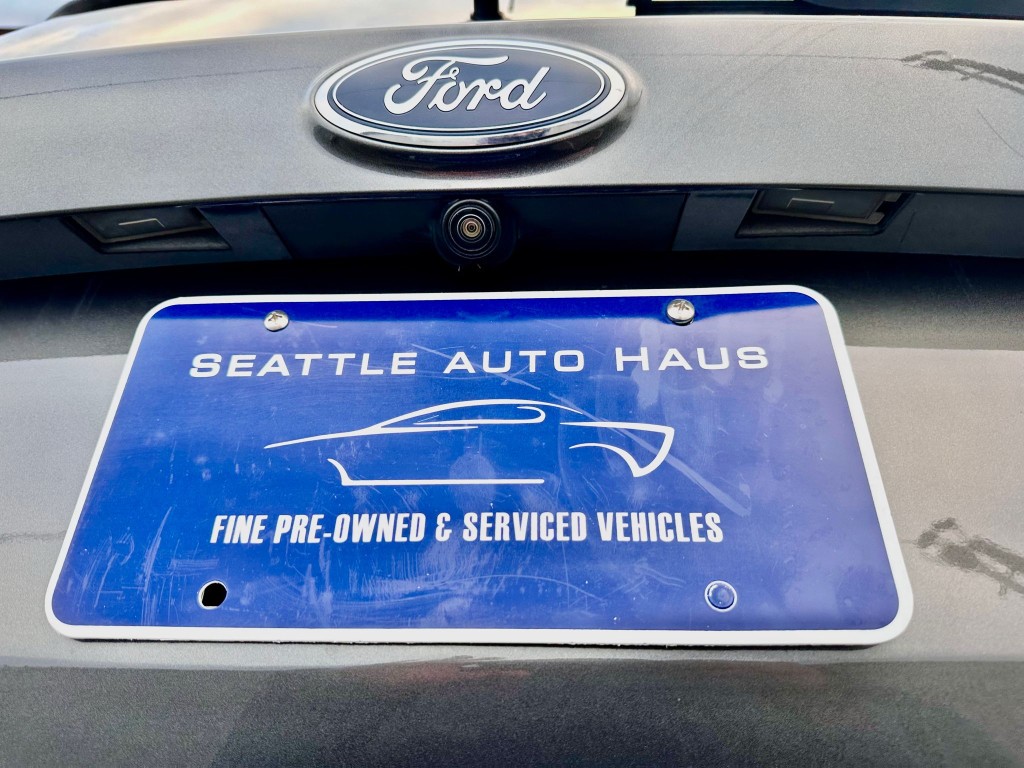 Ford
SEATTLE AUTO HAUS
FINE PRE-OWNED & SERVICED VEHICLES